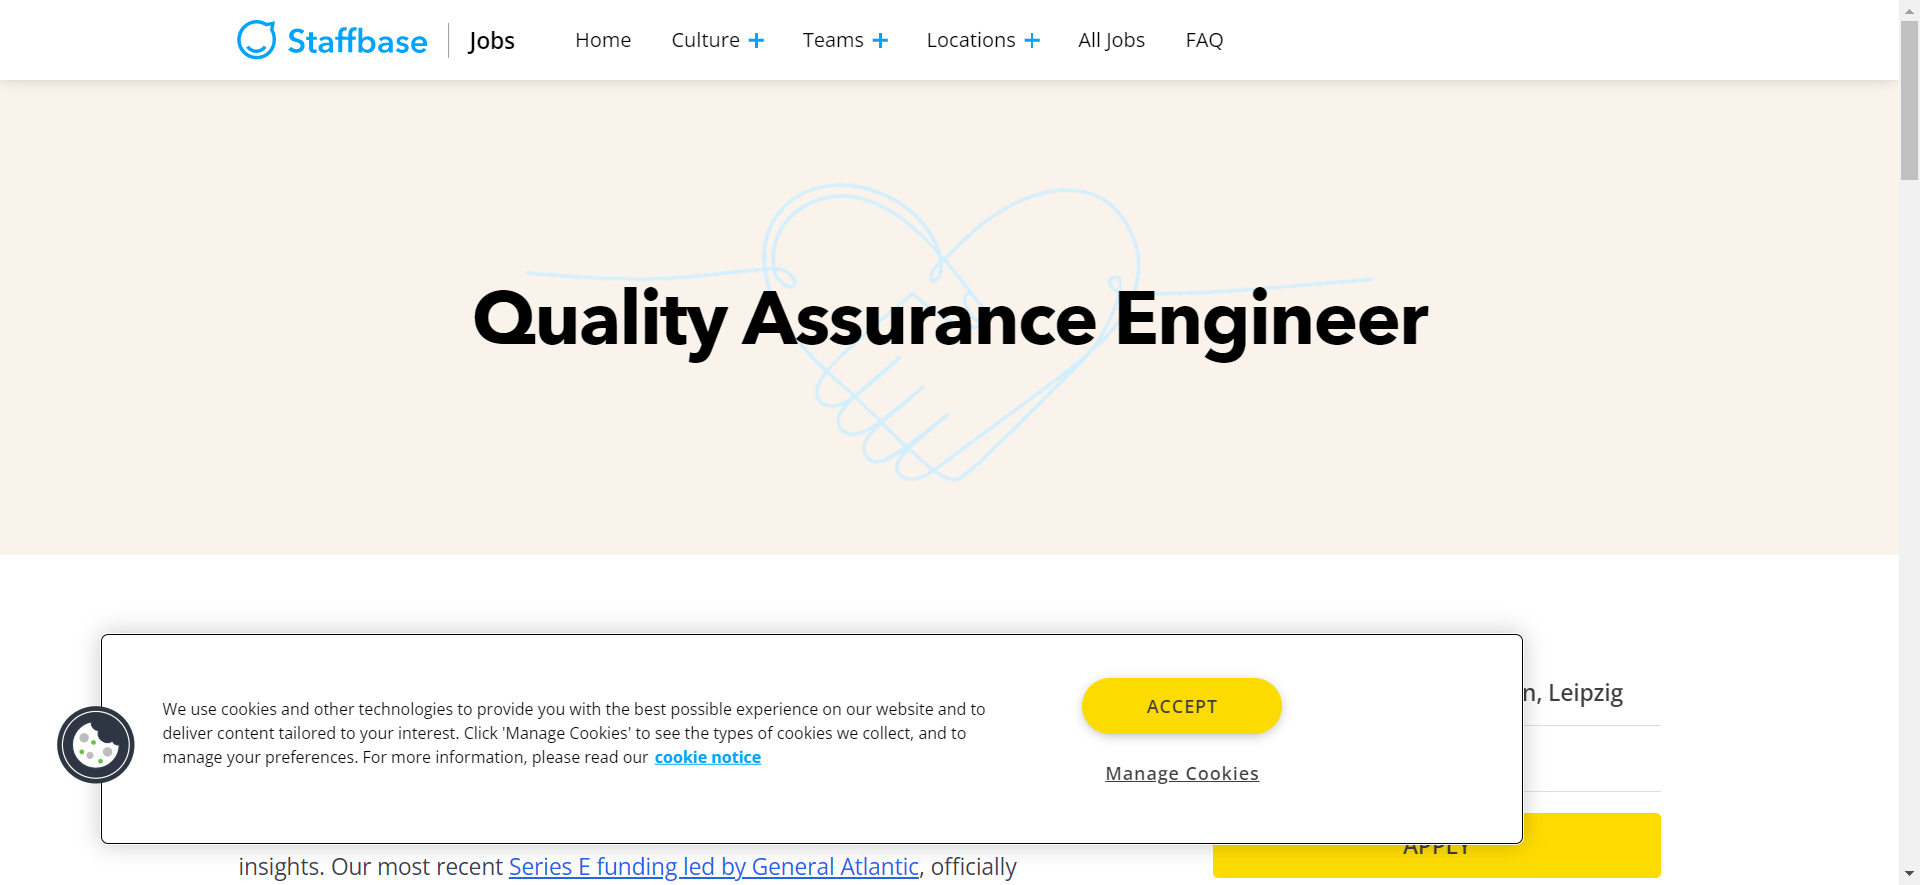 Staffbase Jobs Home Culture + Teams + Locations + All Jobs FAQ
Quality Assurance Engineer
n, Leipzig
We use cookies and other technologies to provide you with the best possible experience on our website and to
deliver content tailored to your interest. Click 'Manage Cookies' to see the types of cookies we collect, and to
manage your preferences. For more information, please read our cookie notice
ACCEPT
Manage Cookies
APPLY
insights. Our most recent Series E funding led by General Atlantic, officially